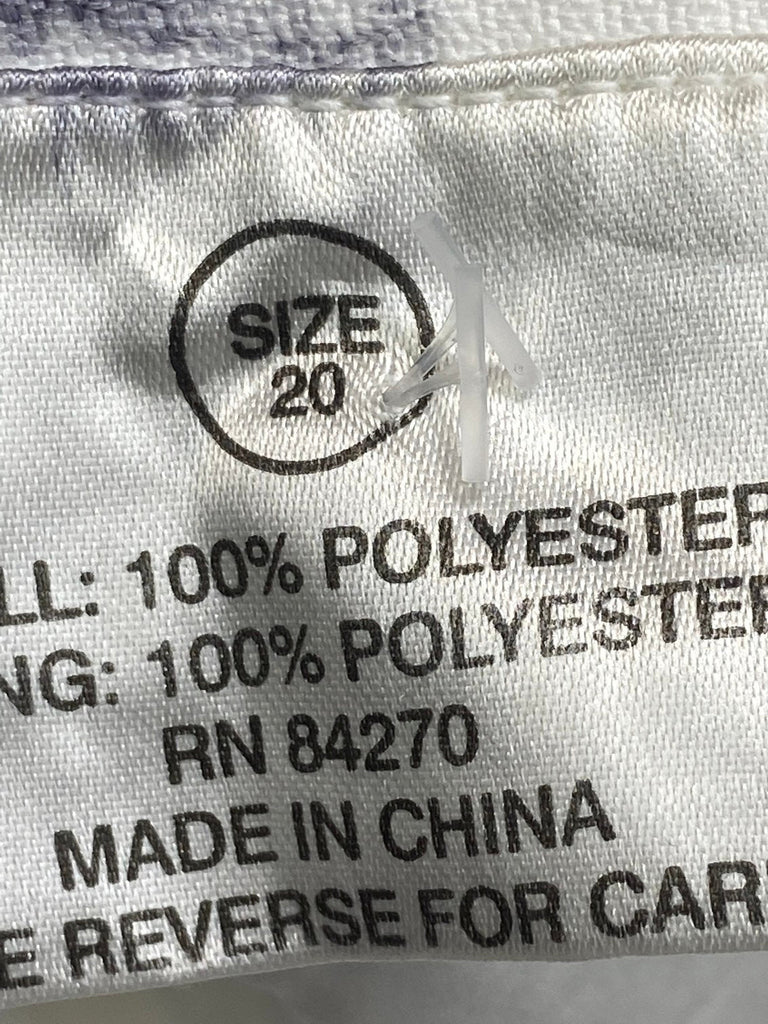 SIZE
20
LL: 100% POLYESTER
NG: 100% POLYESTER
RN 84270
MADE IN CHINA
E REVERSE FOR CAR